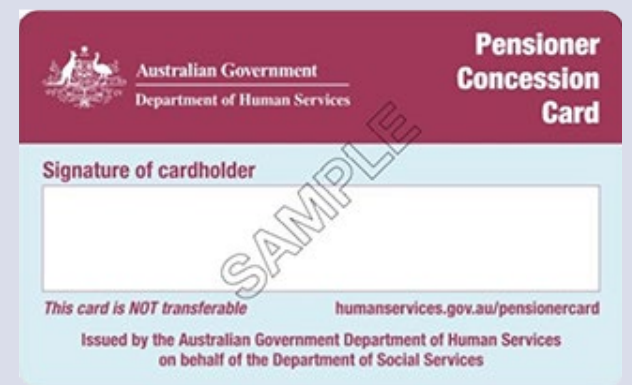 Australian Government
Department of Human Services
Pensioner
Concession
Card
Signature of cardholder
SAMPLE
This card is NOT transferable
humanservices.gov.au/pensionercard
Issued by the Australian Government Department of Human Services
on behalf of the Department of Social Services